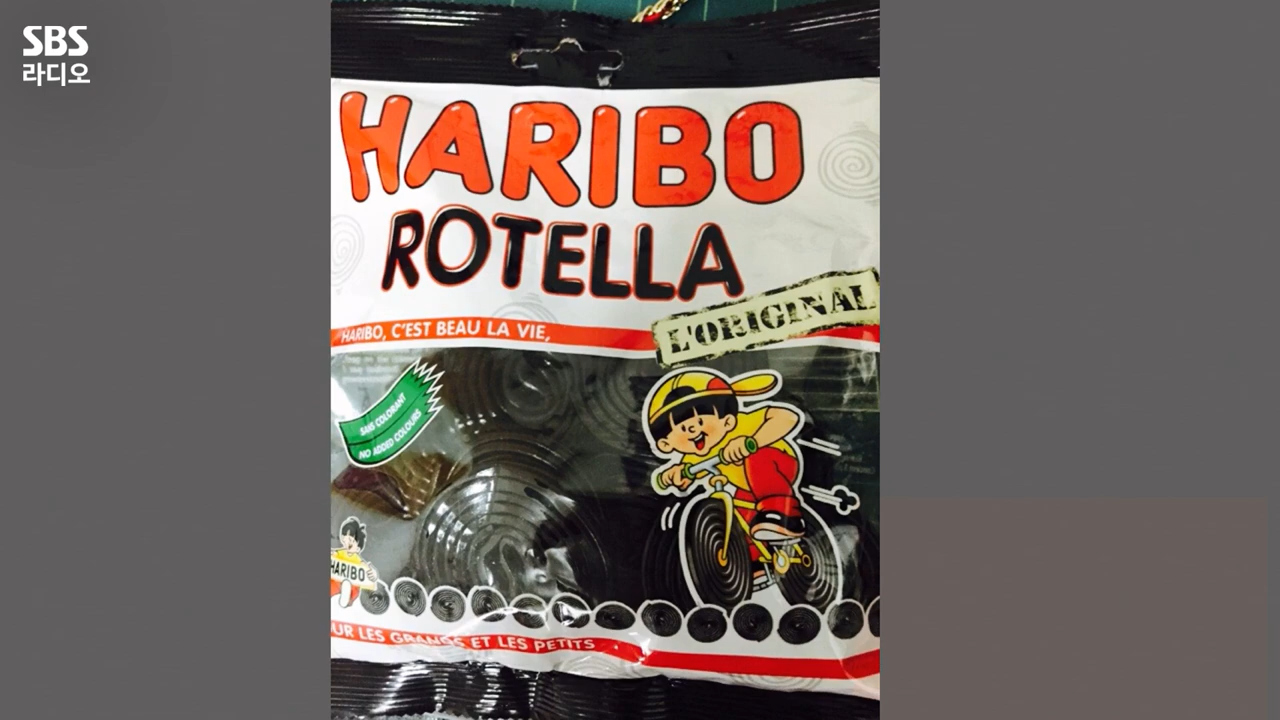 SBS
라디오
HARIBO
ROTELLA
L'ORIGINAL
HARIBO, C'EST BEAU LA VIE,
SANS COLORANT
NO ADDED COLOURS
HARIBO
UR LES GRANDS ET LES PETITS